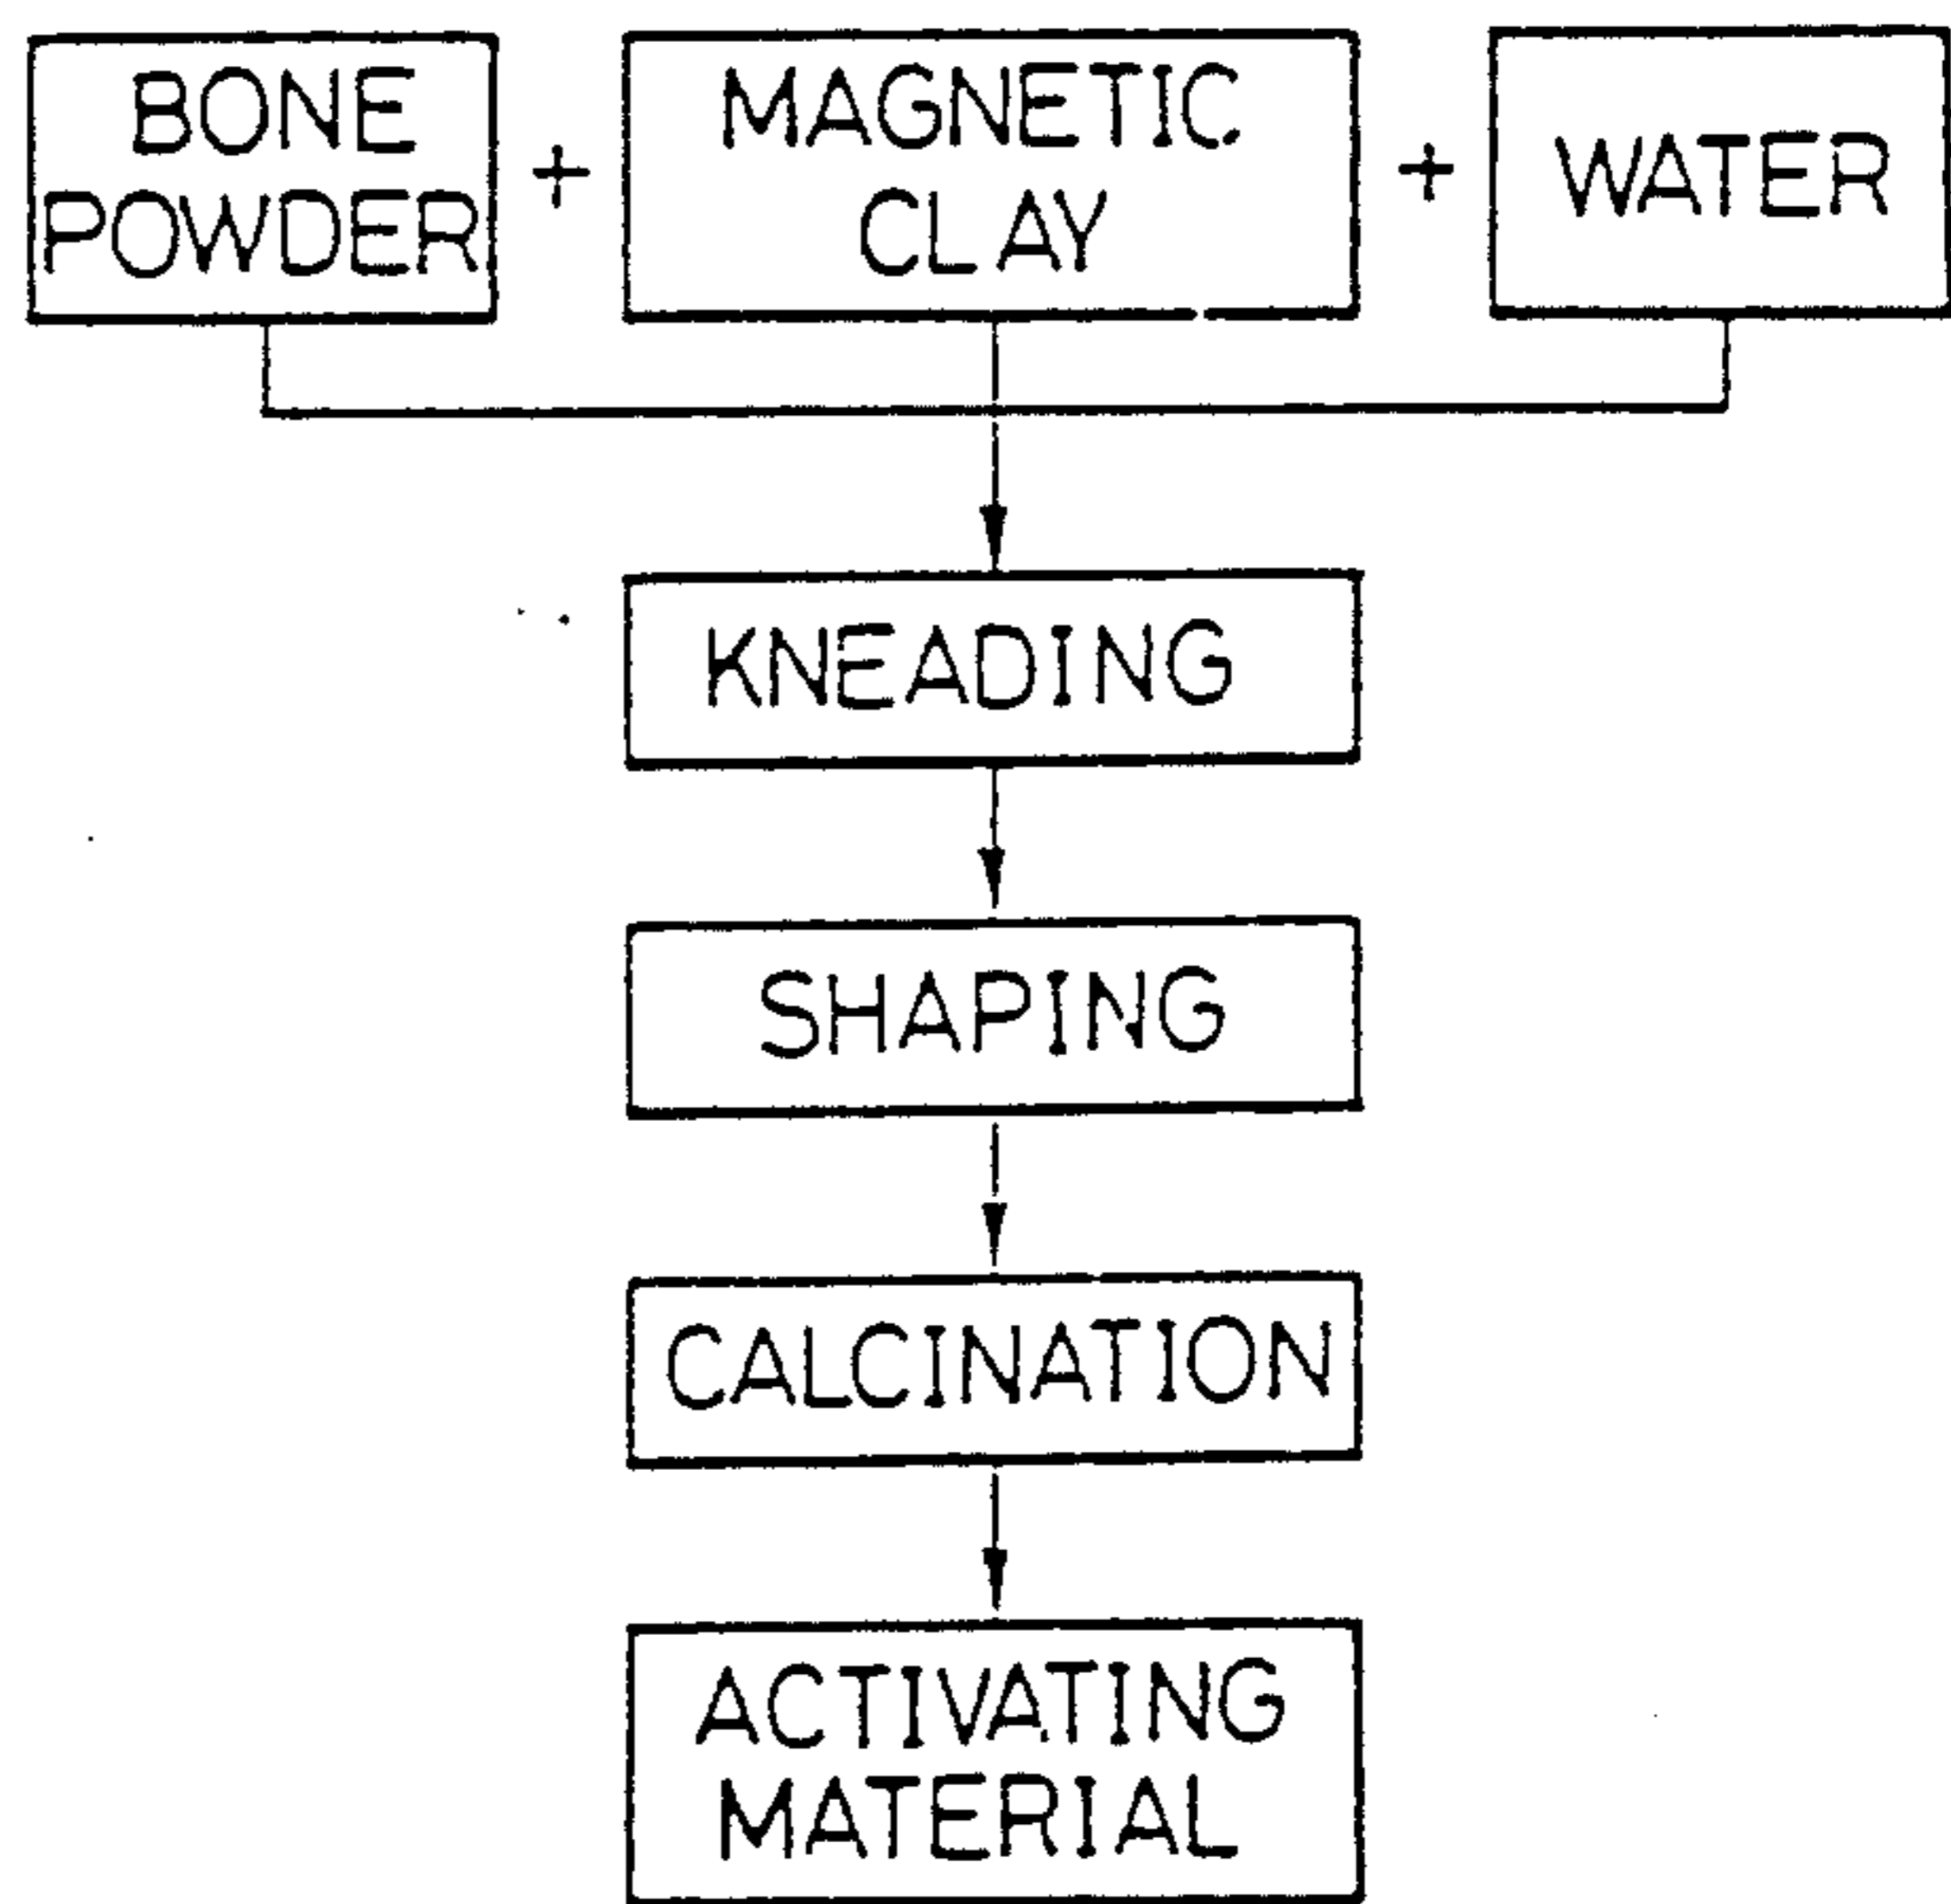 BONE
POWDER
+
MAGNETIC
CLAY
+
WATER
KNEADING
SHAPING
CALCINATION
ACTIVATING
MATERIAL